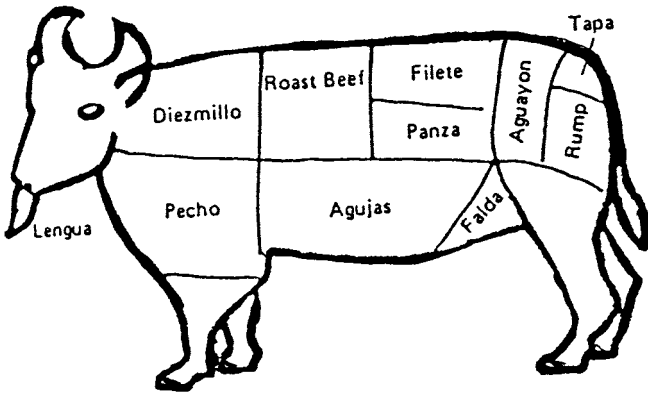 Tapa
Roast Beef
Filete
Aguayon
Diezmillo
Panza
Rump
Pecho
Agujas
Falda
Lengua